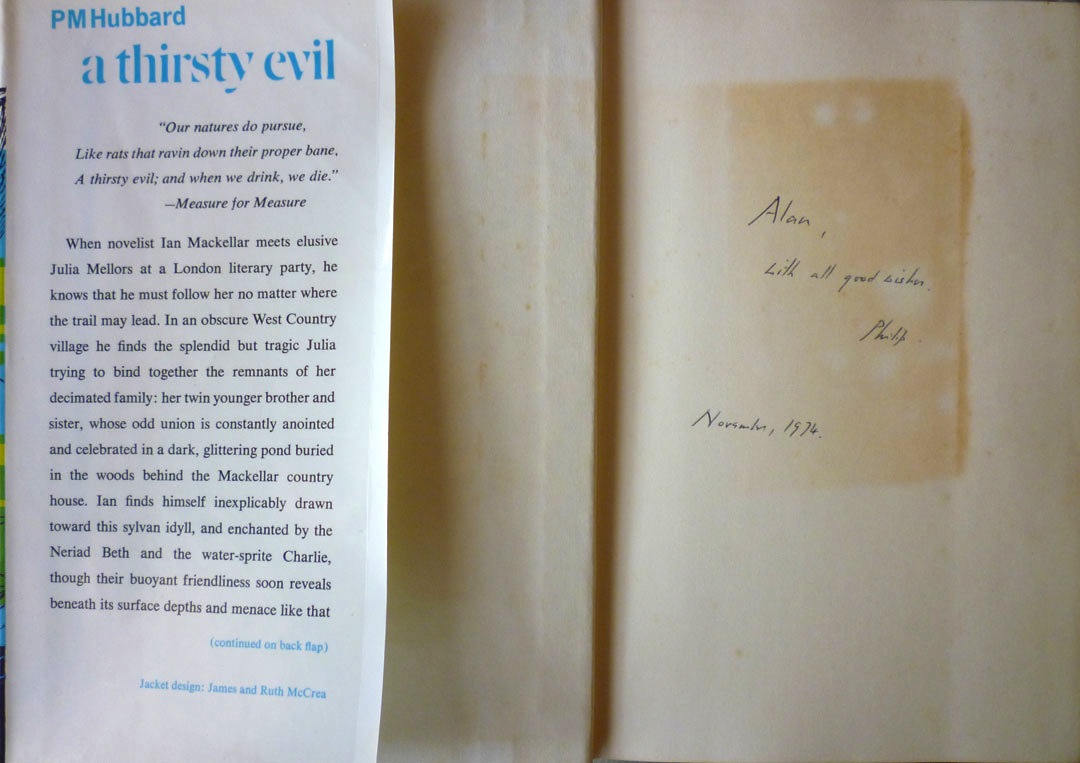 PMHubbard
a thirsty evil
“Our natures do pursue,
Like rats that ravin down their proper bane,
A thirsty evil; and when we drink, we die.”
—Measure for Measure
When novelist Ian Mackellar meets elusive
Julia Mellors at a London literary party, he
knows that he must follow her no matter where
the trail may lead. In an obscure West Country
village he finds the splendid but tragic Julia
trying to bind together the remnants of her
decimated family: her twin younger brother and
sister, whose odd union is constantly anointed
and celebrated in a dark, glittering pond buried
in the woods behind the Mackellar country
house. Ian finds himself inexplicably drawn
toward this sylvan idyll, and enchanted by the
Neriad Beth and the water-sprite Charlie,
though their buoyant friendliness soon reveals
beneath its surface depths and menace like that
(continued on back flap)
Jacket design: James and Ruth McCrea
Alan,
with all good wishes.
Philip.
November, 1974.